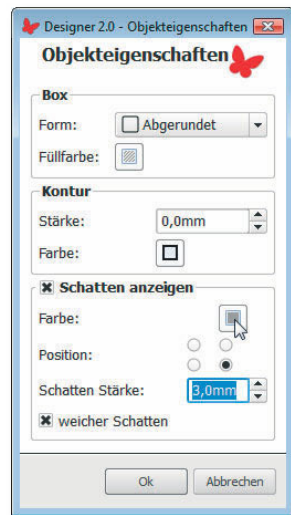 Designer 2.0 - Objekteigenschaften
Objekteigenschaften
Box
Form: Abgerundet
Füllfarbe:
Kontur
Stärke: 0,0mm
Farbe:
Schatten anzeigen
Farbe:
Position:
Schatten Stärke: 3,0mm
weicher Schatten
Ok Abbrechen